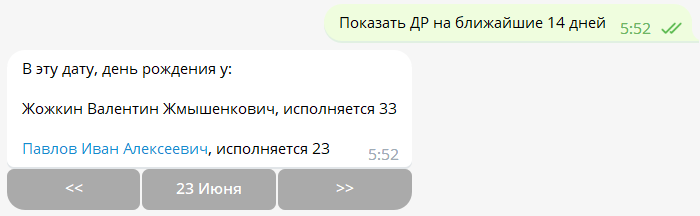 Показать ДР на ближайшие 14 дней 5:52
В эту дату, день рождения у:
Жожкин Валентин Жмышенкович, исполняется 33
Павлов Иван Алексеевич, исполняется 23 5:52
<< 23 Июня >>